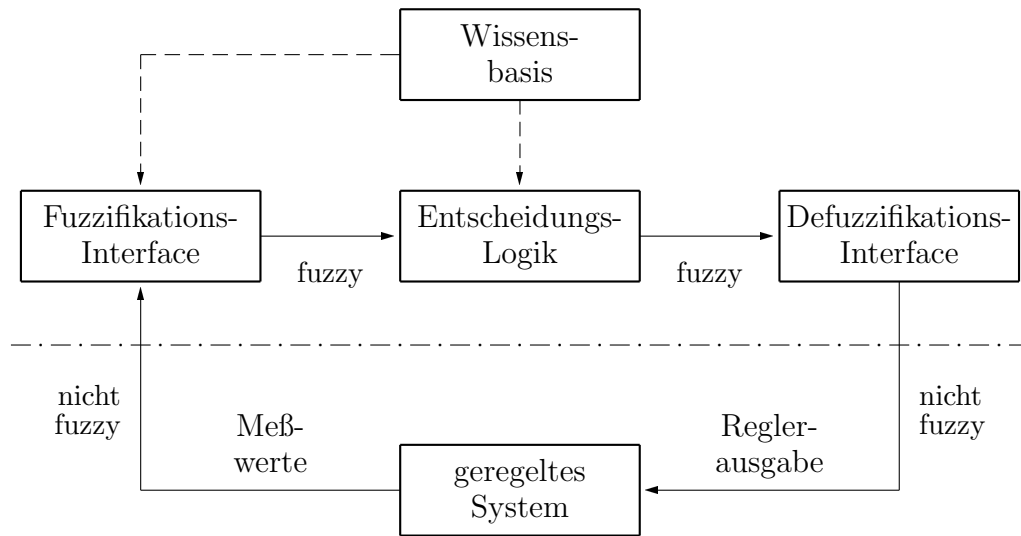 Wissens-
basis
Fuzzifikations-
Interface
Entscheidungs-
Logik
Defuzzifikations-
Interface
fuzzy
fuzzy
nicht
fuzzy
nicht
fuzzy
Meß-
werte
Regler-
ausgabe
geregeltes
System